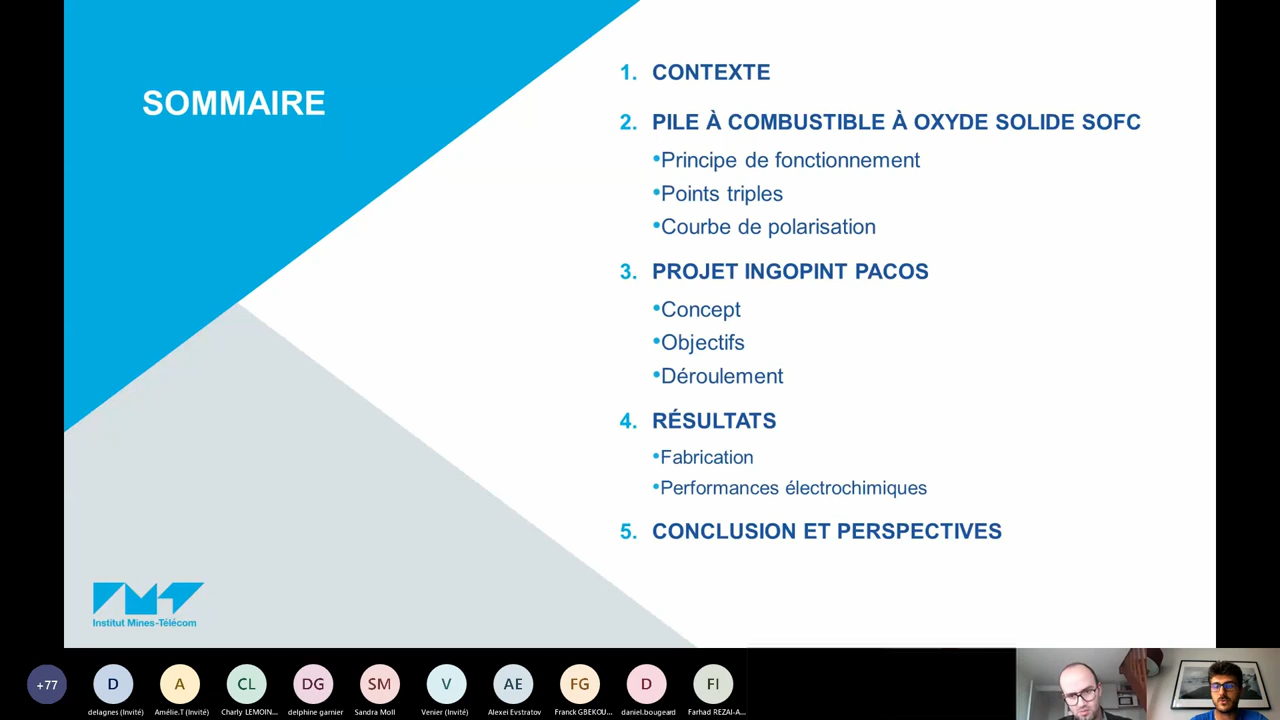 SOMMAIRE
1. CONTEXTE
2. PILE À COMBUSTIBLE À OXYDE SOLIDE SOFC
•Principe de fonctionnement
•Points triples
•Courbe de polarisation
3. PROJET INGOPINT PACOS
•Concept
•Objectifs
•Déroulement
4. RÉSULTATS
•Fabrication
•Performances électrochimiques
5. CONCLUSION ET PERSPECTIVES
Institut Mines-Télécom
+77 D A CL DG SM V AE FG D FI
delagnes (Invité) Amélie.T (Invité) Charly LEMOIN... delphine garnier Sandra Moll Venier (Invité) Alexei Evstratov Franck GBEKOU... daniel.bougeard Farhad REZAI-A...